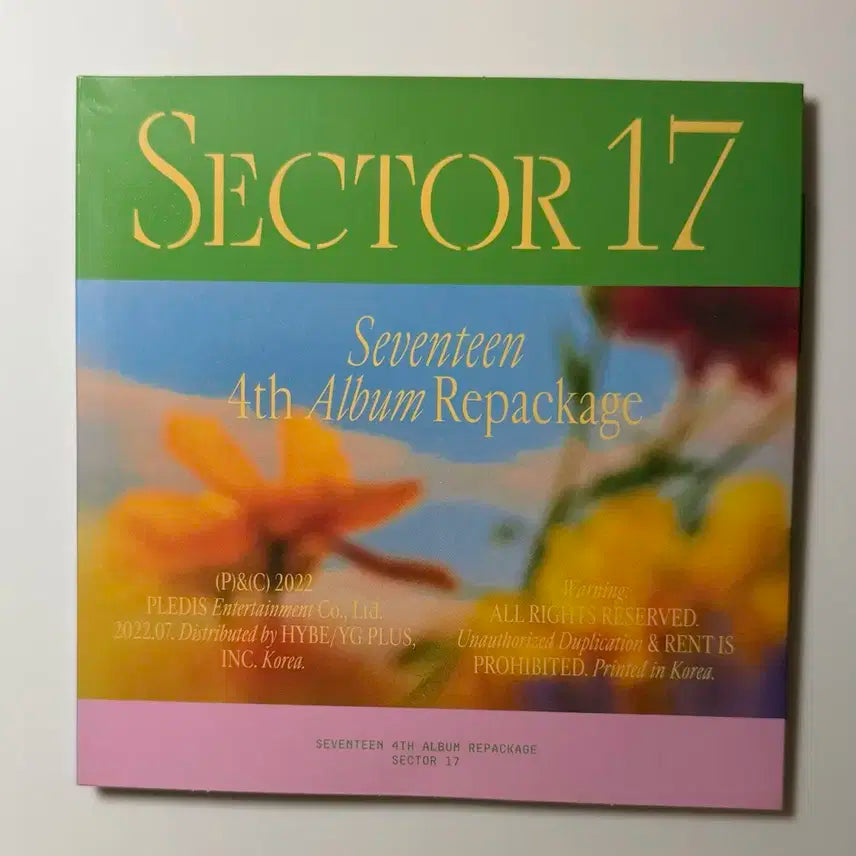 SECTOR 17
Seventeen
4th Album Repackage
(P)&(C) 2022
PLEDIS Entertainment Co., Ltd.
2022.07. Distributed by HYBE/YG PLUS,
INC. Korea.
Warning:
ALL RIGHTS RESERVED.
Unauthorized Duplication & RENT IS
PROHIBITED. Printed in Korea.
SEVENTEEN 4TH ALBUM REPACKAGE
SECTOR 17